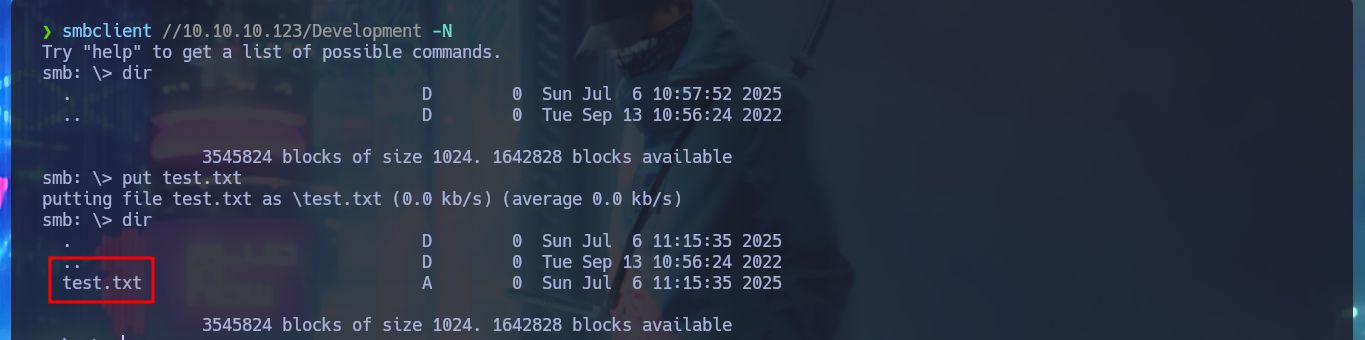 ❯ smbclient //10.10.10.123/Development -N
Try "help" to get a list of possible commands.
smb: \> dir
  .                                   D        0  Sun Jul  6 10:57:52 2025
  ..                                  D        0  Tue Sep 13 10:56:24 2022

                3545824 blocks of size 1024. 1642828 blocks available
smb: \> put test.txt
putting file test.txt as \test.txt (0.0 kb/s) (average 0.0 kb/s)
smb: \> dir
  .                                   D        0  Sun Jul  6 11:15:35 2025
  ..                                  D        0  Tue Sep 13 10:56:24 2022
  test.txt                            A        0  Sun Jul  6 11:15:35 2025

                3545824 blocks of size 1024. 1642828 blocks available